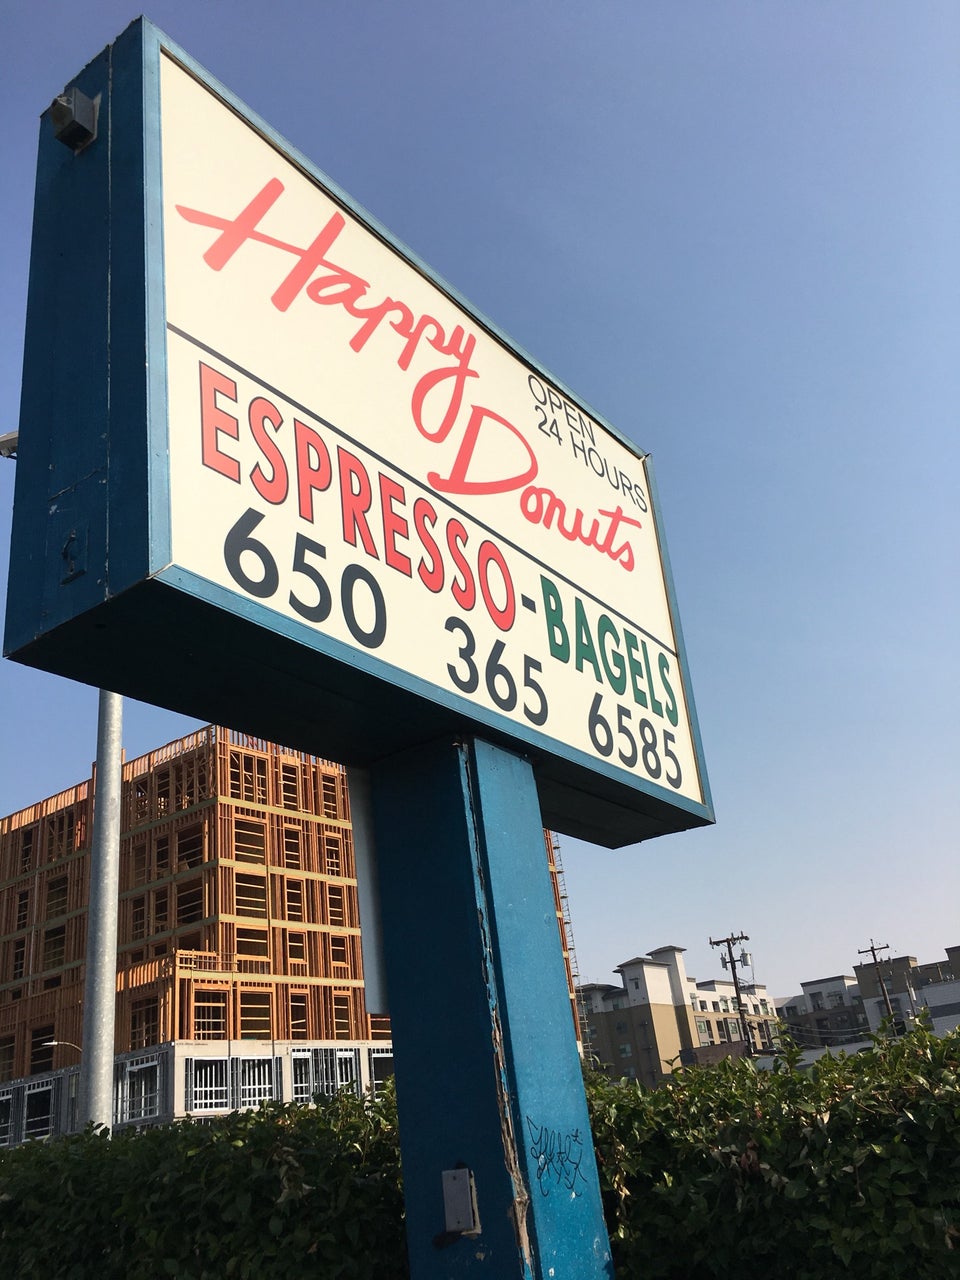 Happy
Donuts
OPEN
24 HOURS
ESPRESSO-BAGELS
650 365 6585